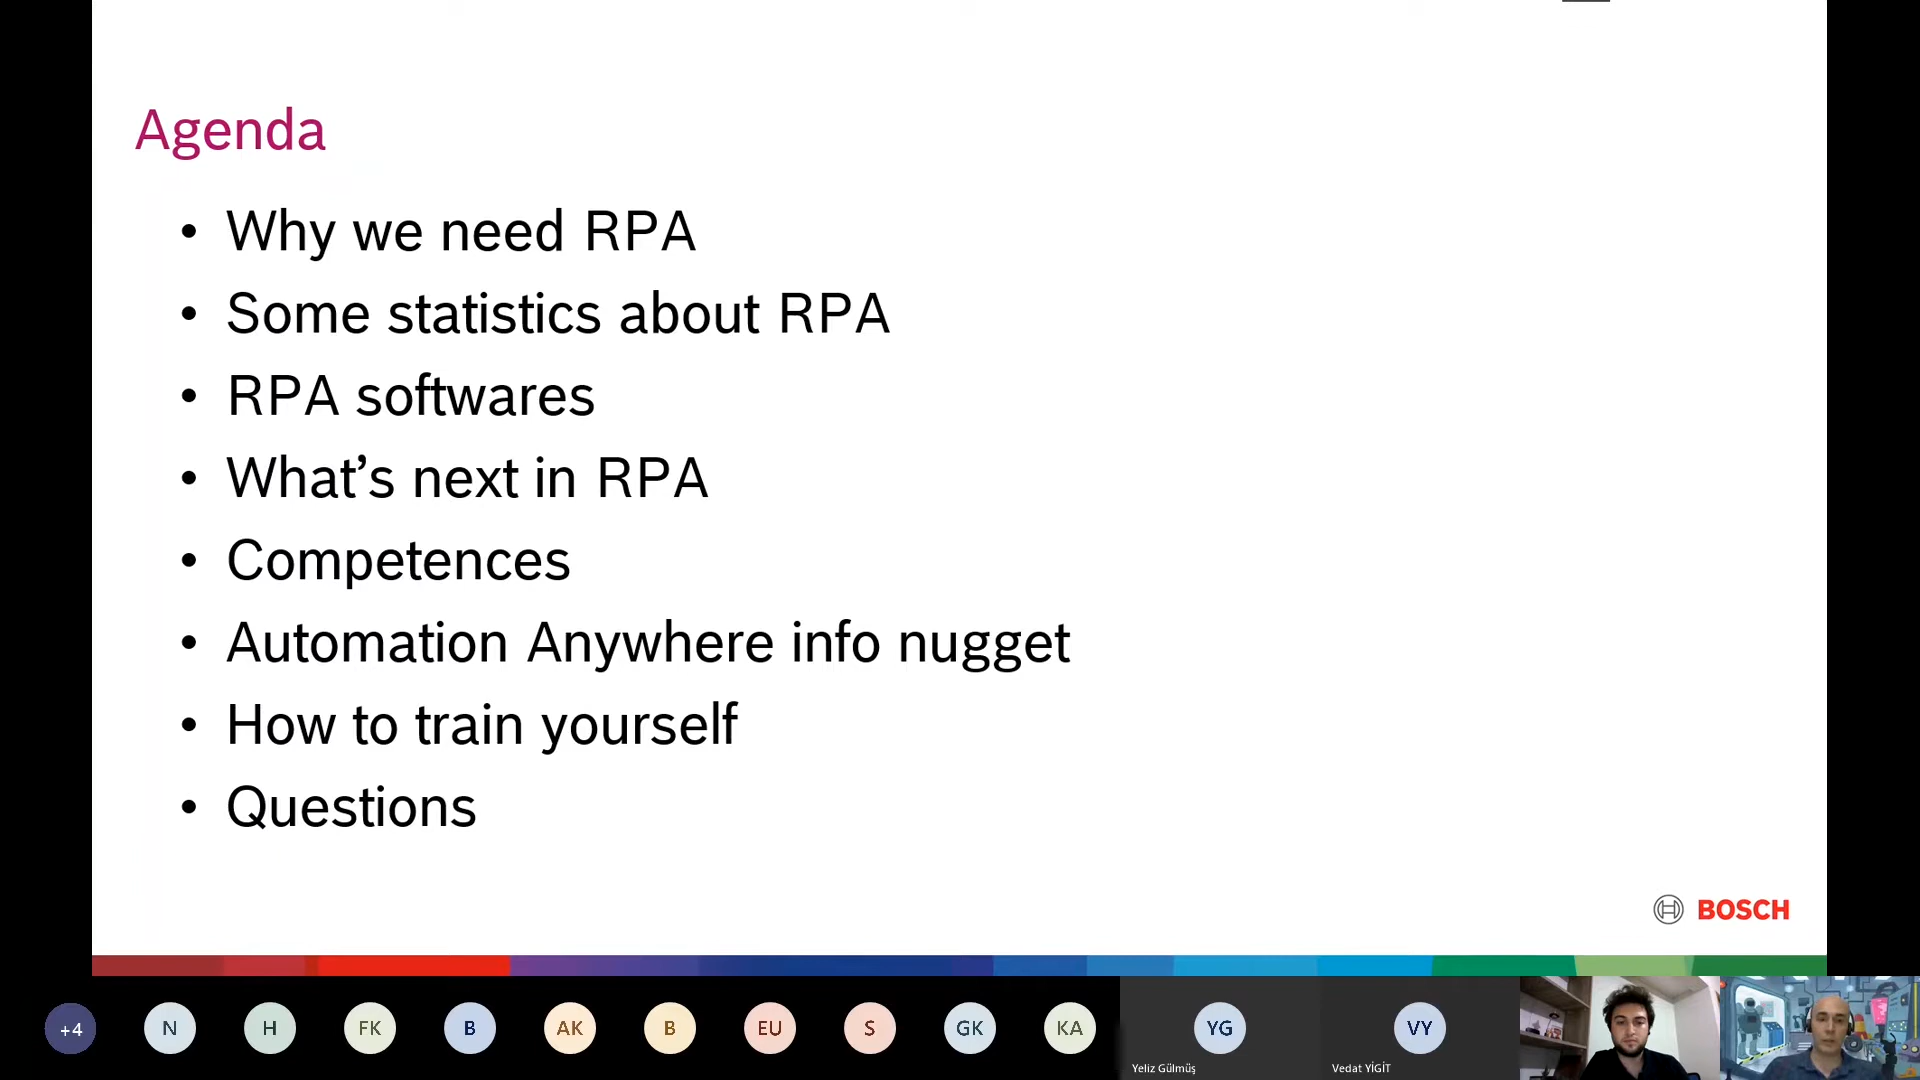 Agenda
• Why we need RPA
• Some statistics about RPA
• RPA softwares
• What’s next in RPA
• Competences
• Automation Anywhere info nugget
• How to train yourself
• Questions
BOSCH
+4 N H FK B AK B EU S GK KA YG VY
Yeliz Gülmüş Vedat YİGİT